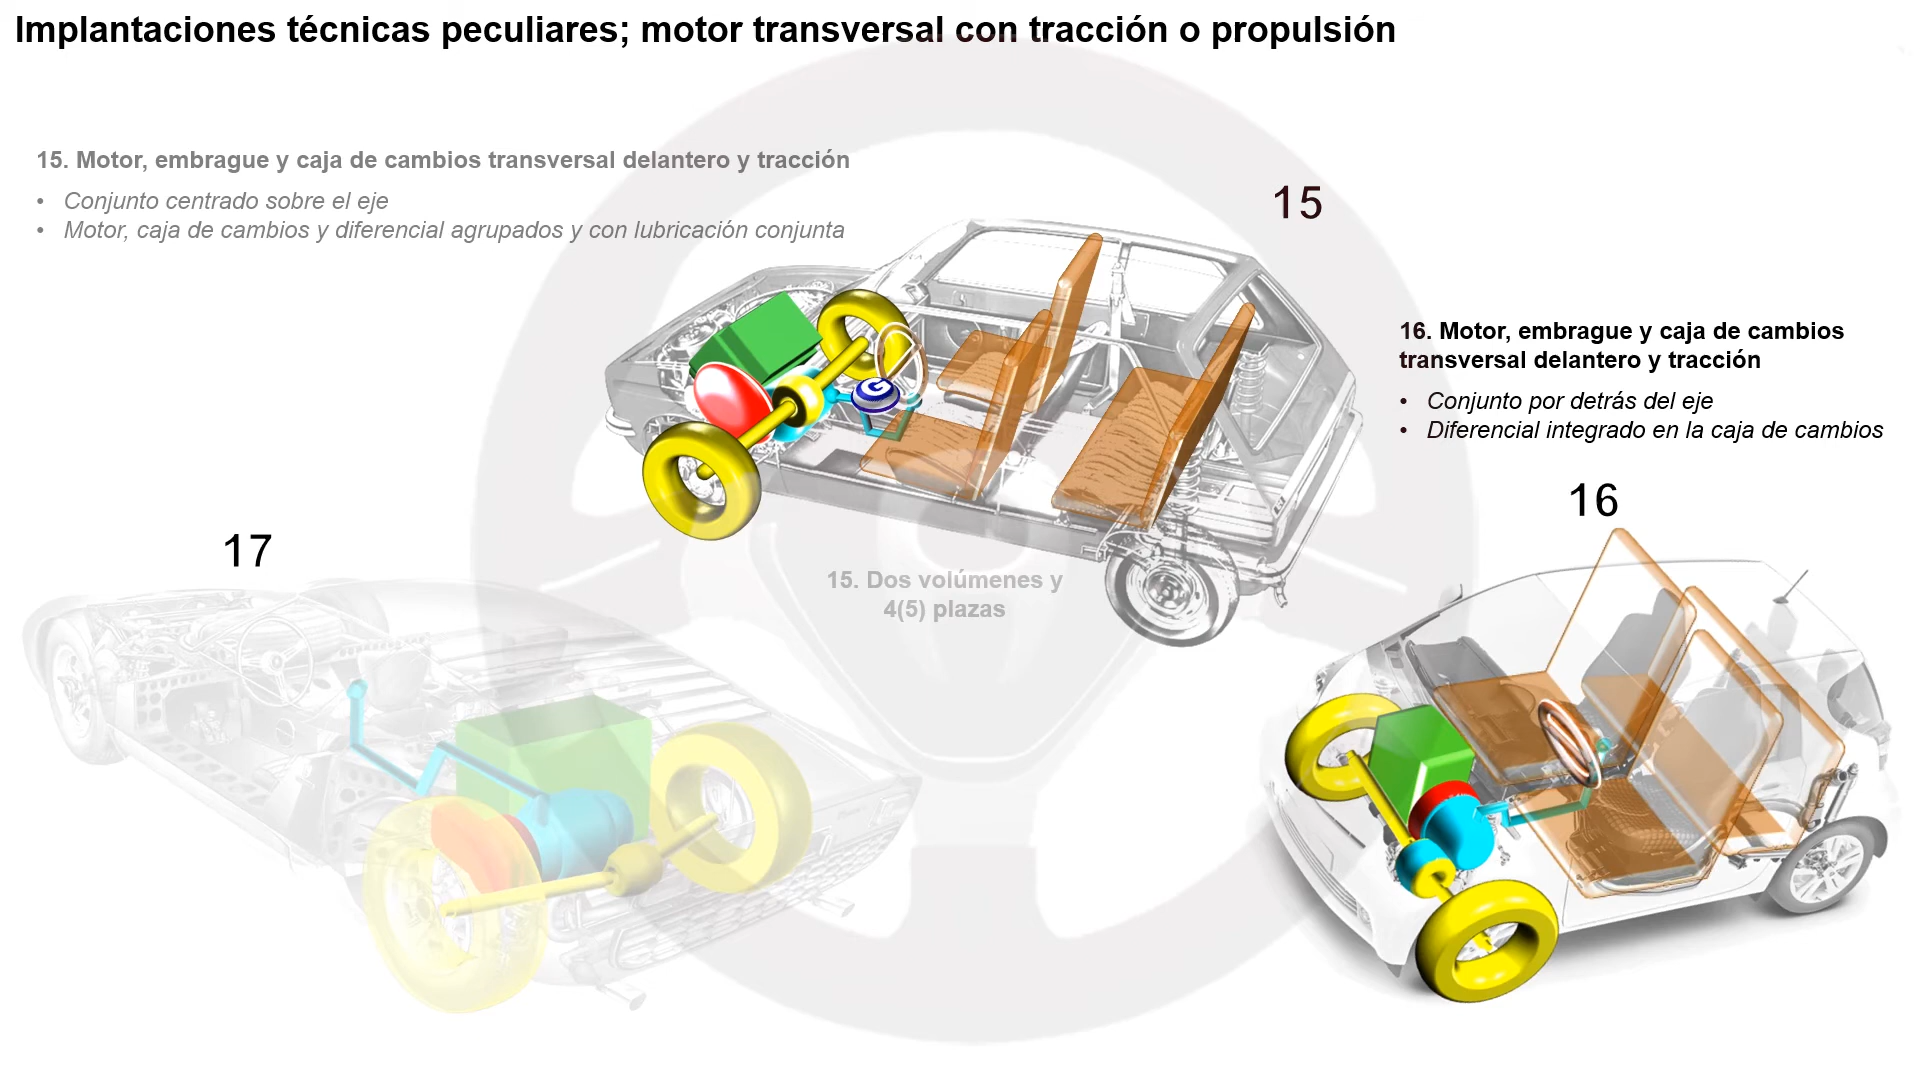 Implantaciones técnicas peculiares; motor transversal con tracción o propulsión
15. Motor, embrague y caja de cambios transversal delantero y tracción
• Conjunto centrado sobre el eje
• Motor, caja de cambios y diferencial agrupados y con lubricación conjunta
15
16. Motor, embrague y caja de cambios
transversal delantero y tracción
• Conjunto por detrás del eje
• Diferencial integrado en la caja de cambios
G
16
17
15. Dos volúmenes y
4(5) plazas